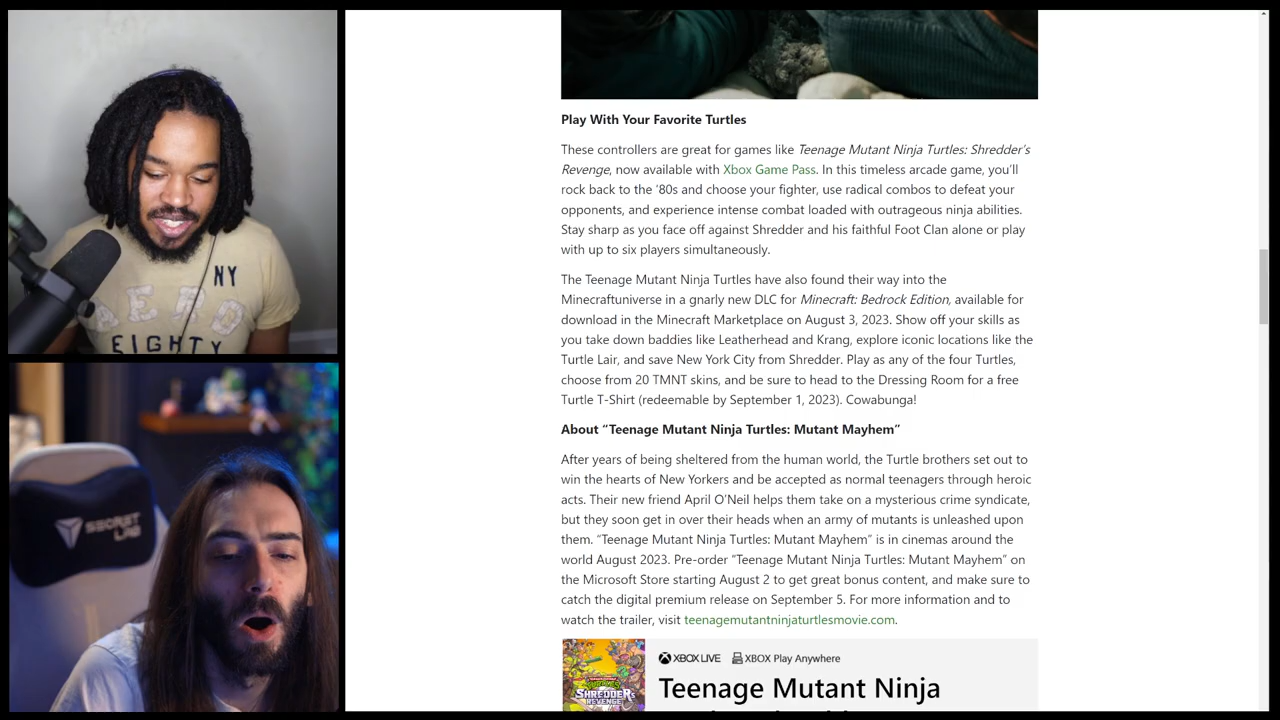 NY
AERO
EIGHTY
SECRET
LAB
Play With Your Favorite Turtles
These controllers are great for games like Teenage Mutant Ninja Turtles: Shredder's
Revenge, now available with Xbox Game Pass. In this timeless arcade game, you'll
rock back to the '80s and choose your fighter, use radical combos to defeat your
opponents, and experience intense combat loaded with outrageous ninja abilities.
Stay sharp as you face off against Shredder and his faithful Foot Clan alone or play
with up to six players simultaneously.
The Teenage Mutant Ninja Turtles have also found their way into the
Minecraftuniverse in a gnarly new DLC for Minecraft: Bedrock Edition, available for
download in the Minecraft Marketplace on August 3, 2023. Show off your skills as
you take down baddies like Leatherhead and Krang, explore iconic locations like the
Turtle Lair, and save New York City from Shredder. Play as any of the four Turtles,
choose from 20 TMNT skins, and be sure to head to the Dressing Room for a free
Turtle T-Shirt (redeemable by September 1, 2023). Cowabunga!
About “Teenage Mutant Ninja Turtles: Mutant Mayhem”
After years of being sheltered from the human world, the Turtle brothers set out to
win the hearts of New Yorkers and be accepted as normal teenagers through heroic
acts. Their new friend April O'Neil helps them take on a mysterious crime syndicate,
but they soon get in over their heads when an army of mutants is unleashed upon
them. “Teenage Mutant Ninja Turtles: Mutant Mayhem” is in cinemas around the
world August 2023. Pre-order “Teenage Mutant Ninja Turtles: Mutant Mayhem” on
the Microsoft Store starting August 2 to get great bonus content, and make sure to
catch the digital premium release on September 5. For more information and to
watch the trailer, visit teenagemutantninjaturtlesmovie.com.
XBOX LIVE XBOX Play Anywhere
Teenage Mutant Ninja
TURTLES
SHREDDER'S
REVENGE